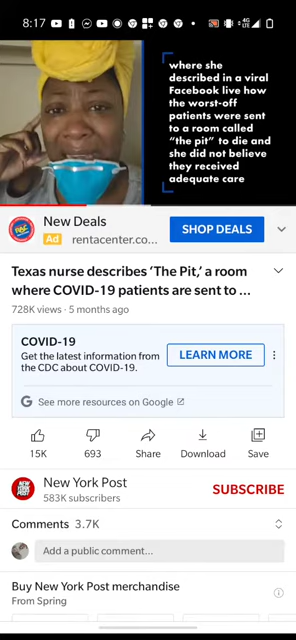 8:17
4G
LTE
where she
described in a viral
Facebook live how
the worst-off
patients were sent
to a room called
“the pit” to die and
she did not believe
they received
adequate care
New Deals
Ad rentacenter.co...
SHOP DEALS
Texas nurse describes ‘The Pit,’ a room
where COVID-19 patients are sent to ...
728K views · 5 months ago
COVID-19
Get the latest information from
the CDC about COVID-19.
LEARN MORE
G See more resources on Google
15K
693
Share
Download
Save
NEW
YORK
POST
New York Post
583K subscribers
SUBSCRIBE
Comments 3.7K
Add a public comment...
Buy New York Post merchandise
From Spring